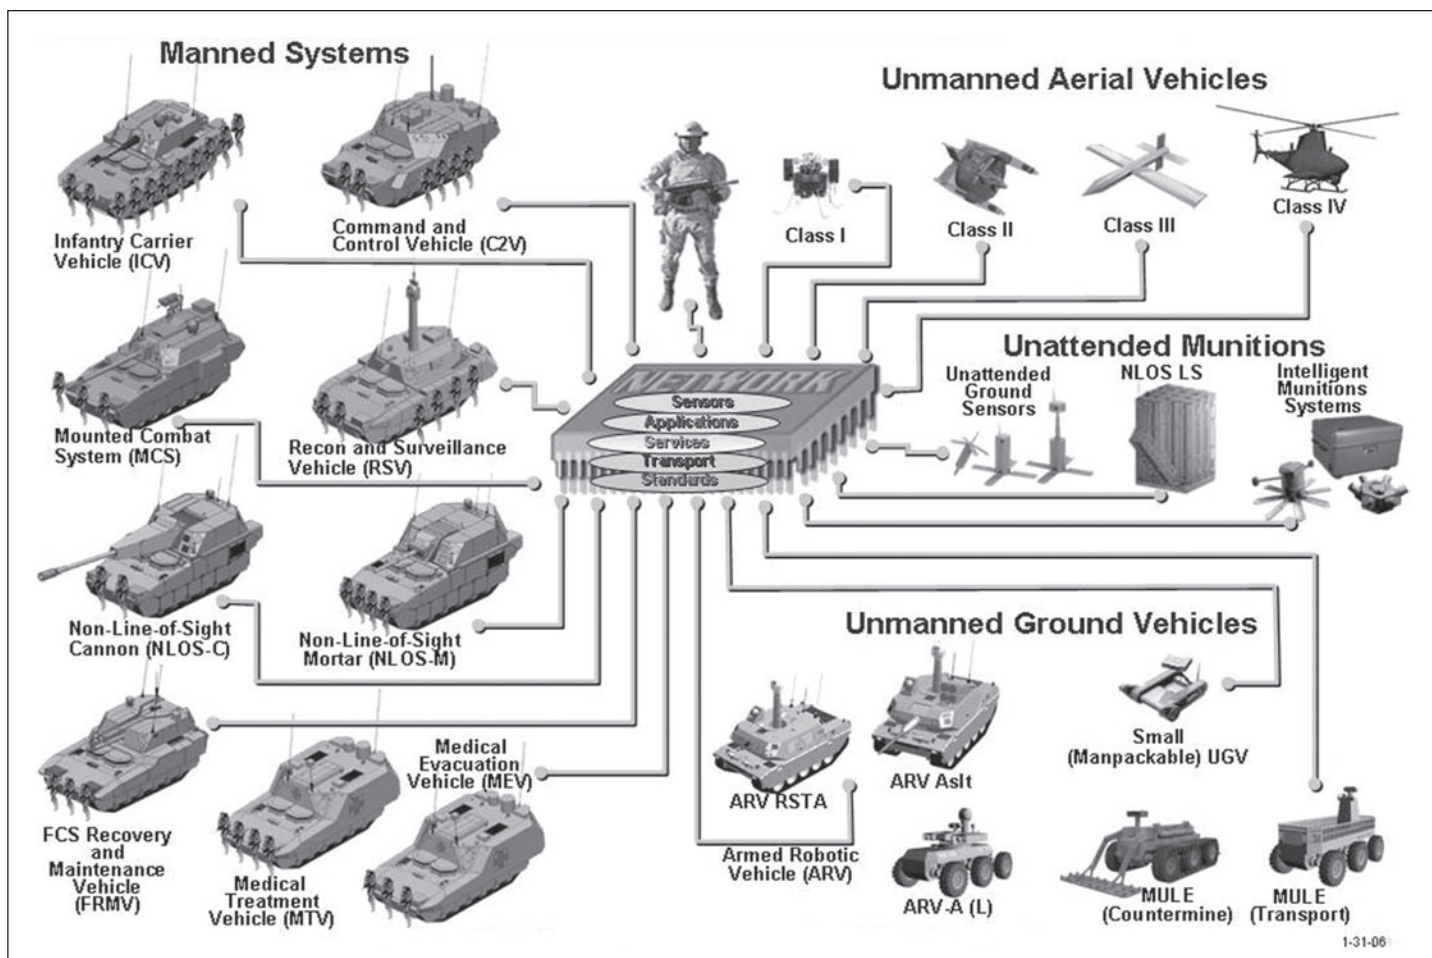 Manned Systems
Infantry Carrier
Vehicle (ICV)
Command and
Control Vehicle (C2V)
Mounted Combat
System (MCS)
Recon and Surveillance
Vehicle (RSV)
Non-Line-of-Sight
Cannon (NLOS-C)
Non-Line-of-Sight
Mortar (NLOS-M)
FCS Recovery
and
Maintenance
Vehicle
(FRMV)
Medical
Treatment
Vehicle (MTV)
Medical
Evacuation
Vehicle (MEV)
NETWORK
Sensors
Applications
Services
Transport
Standards
Unmanned Aerial Vehicles
Class I
Class II
Class III
Class IV
Unattended Munitions
Unattended
Ground
Sensors
NLOS LS
Intelligent
Munitions
Systems
Unmanned Ground Vehicles
ARV RSTA
ARV Aslt
Armed Robotic
Vehicle (ARV)
ARV-A (L)
Small
(Manpackable) UGV
MULE
(Countermine)
MULE
(Transport)
1-31-06